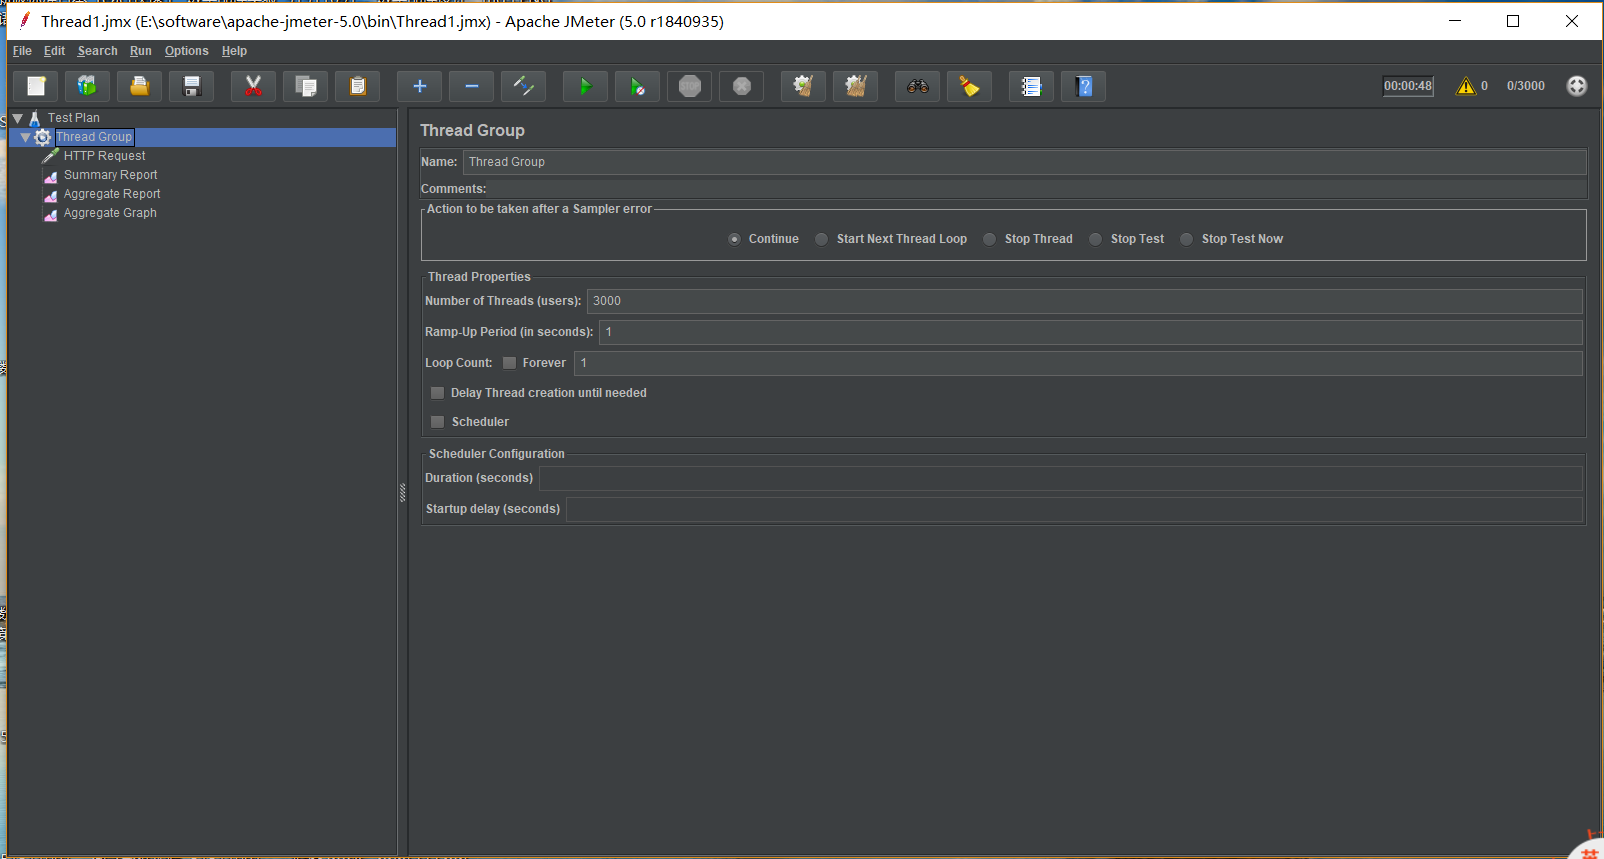 Thread1.jmx (E:\software\apache-jmeter-5.0\bin\Thread1.jmx) - Apache JMeter (5.0 r1840935)
File Edit Search Run Options Help
STOP
00:00:48 0 0/3000
Test Plan
Thread Group
HTTP Request
Summary Report
Aggregate Report
Aggregate Graph
Thread Group
Name: Thread Group
Comments:
Action to be taken after a Sampler error
Continue Start Next Thread Loop Stop Thread Stop Test Stop Test Now
Thread Properties
Number of Threads (users): 3000
Ramp-Up Period (in seconds): 1
Loop Count: Forever 1
Delay Thread creation until needed
Scheduler
Scheduler Configuration
Duration (seconds)
Startup delay (seconds)